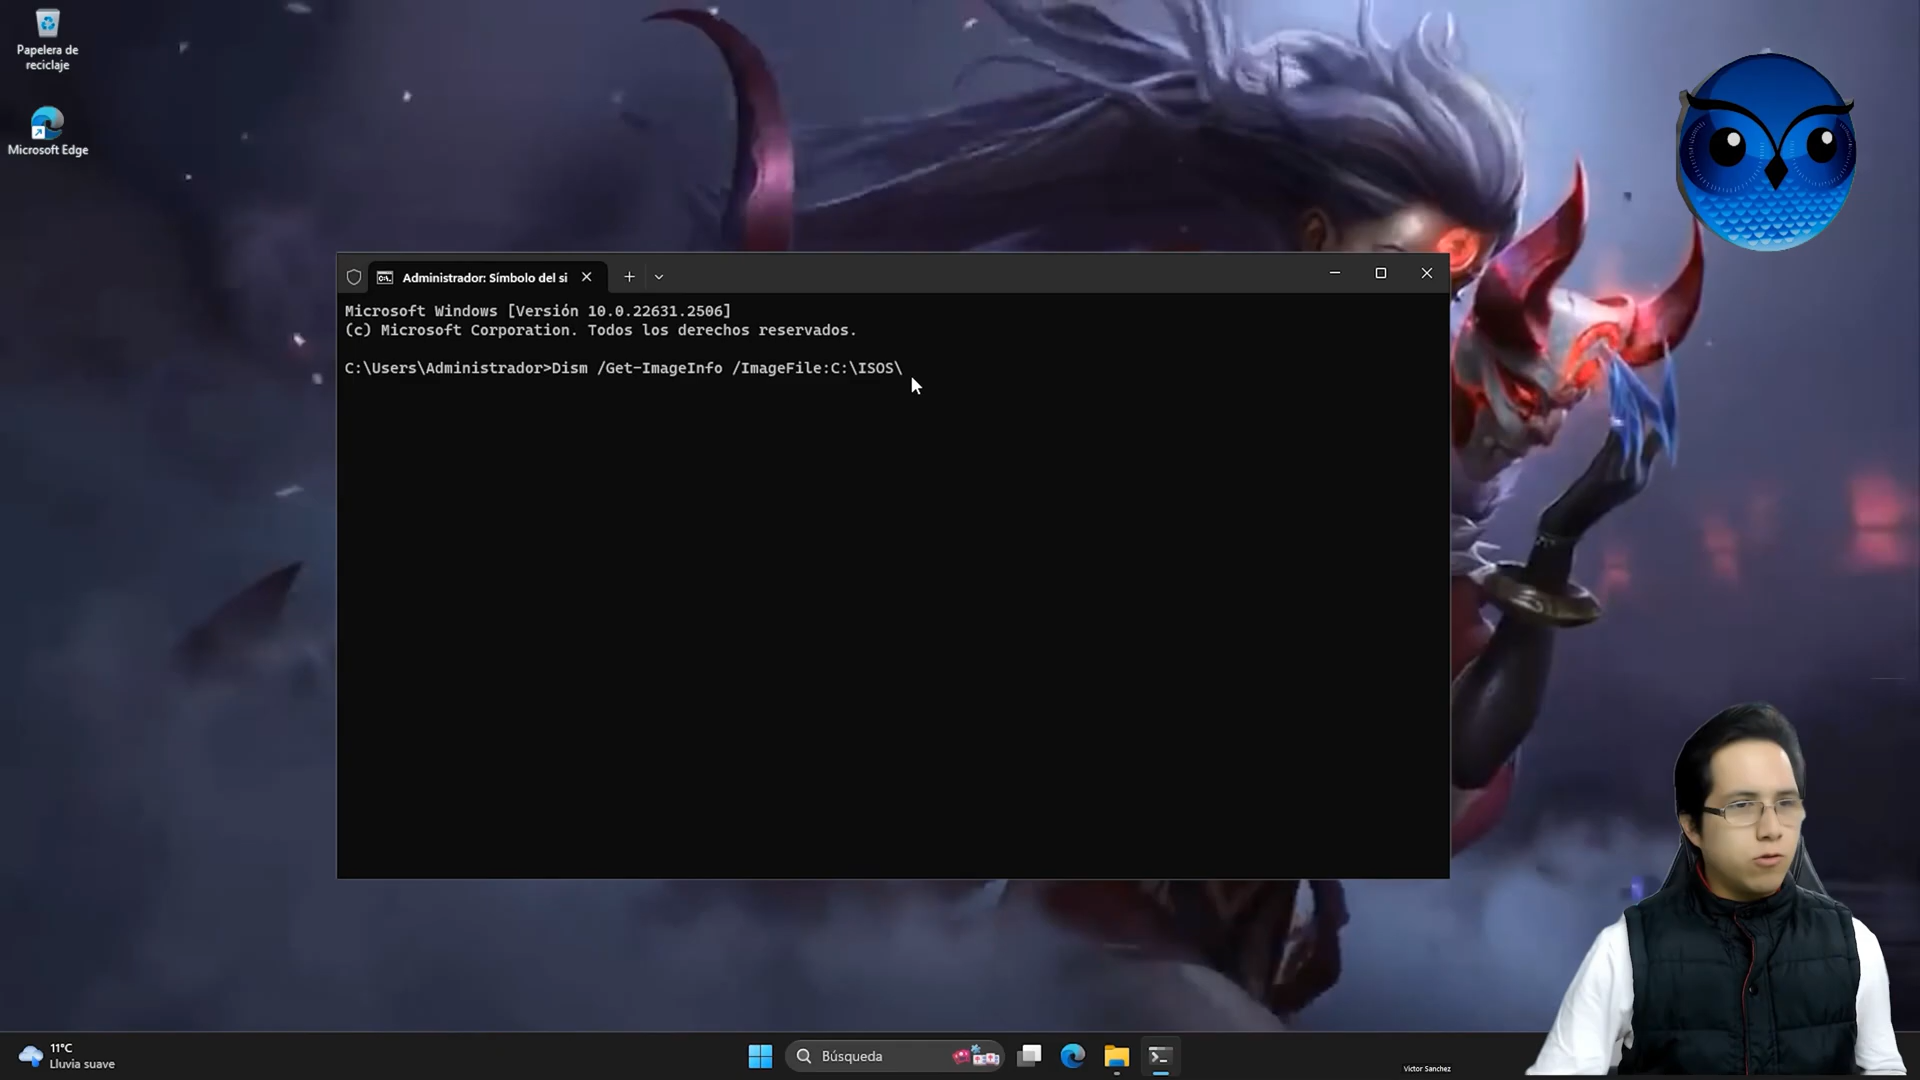 Papelera de
reciclaje
Microsoft Edge
Administrador: Símbolo del si
Microsoft Windows [Versión 10.0.22631.2506]
(c) Microsoft Corporation. Todos los derechos reservados.
C:\Users\Administrador>Dism /Get-ImageInfo /ImageFile:C:\ISOS\
11°C
Lluvia suave
Búsqueda
Victor Sanchez